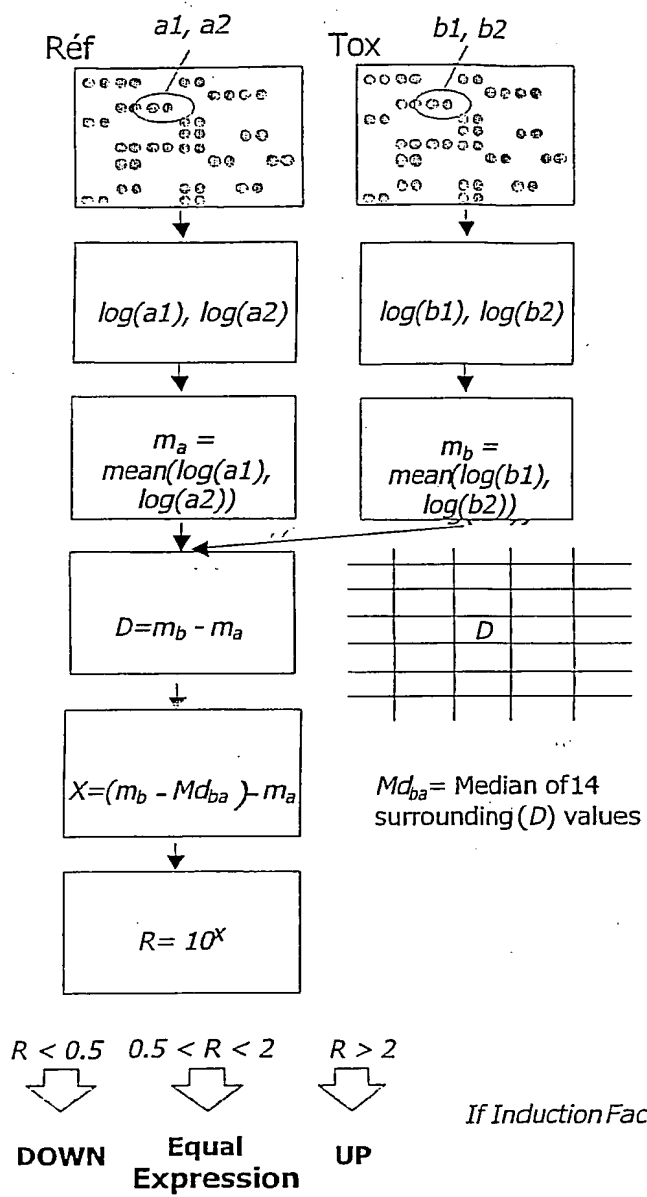 a1, a2
b1, b2
Réf
Tox
log(a1), log(a2)
log(b1), log(b2)
m_a =
mean(log(a1),
log(a2))
m_b =
mean(log(b1),
log(b2))
D=m_b - m_a
D
X=(m_b - Md_ba)-m_a
Md_ba= Median of 14
surrounding (D) values
R= 10^x
R < 0.5
0.5 < R < 2
R > 2
If Induction Fac
DOWN
Equal
Expression
UP